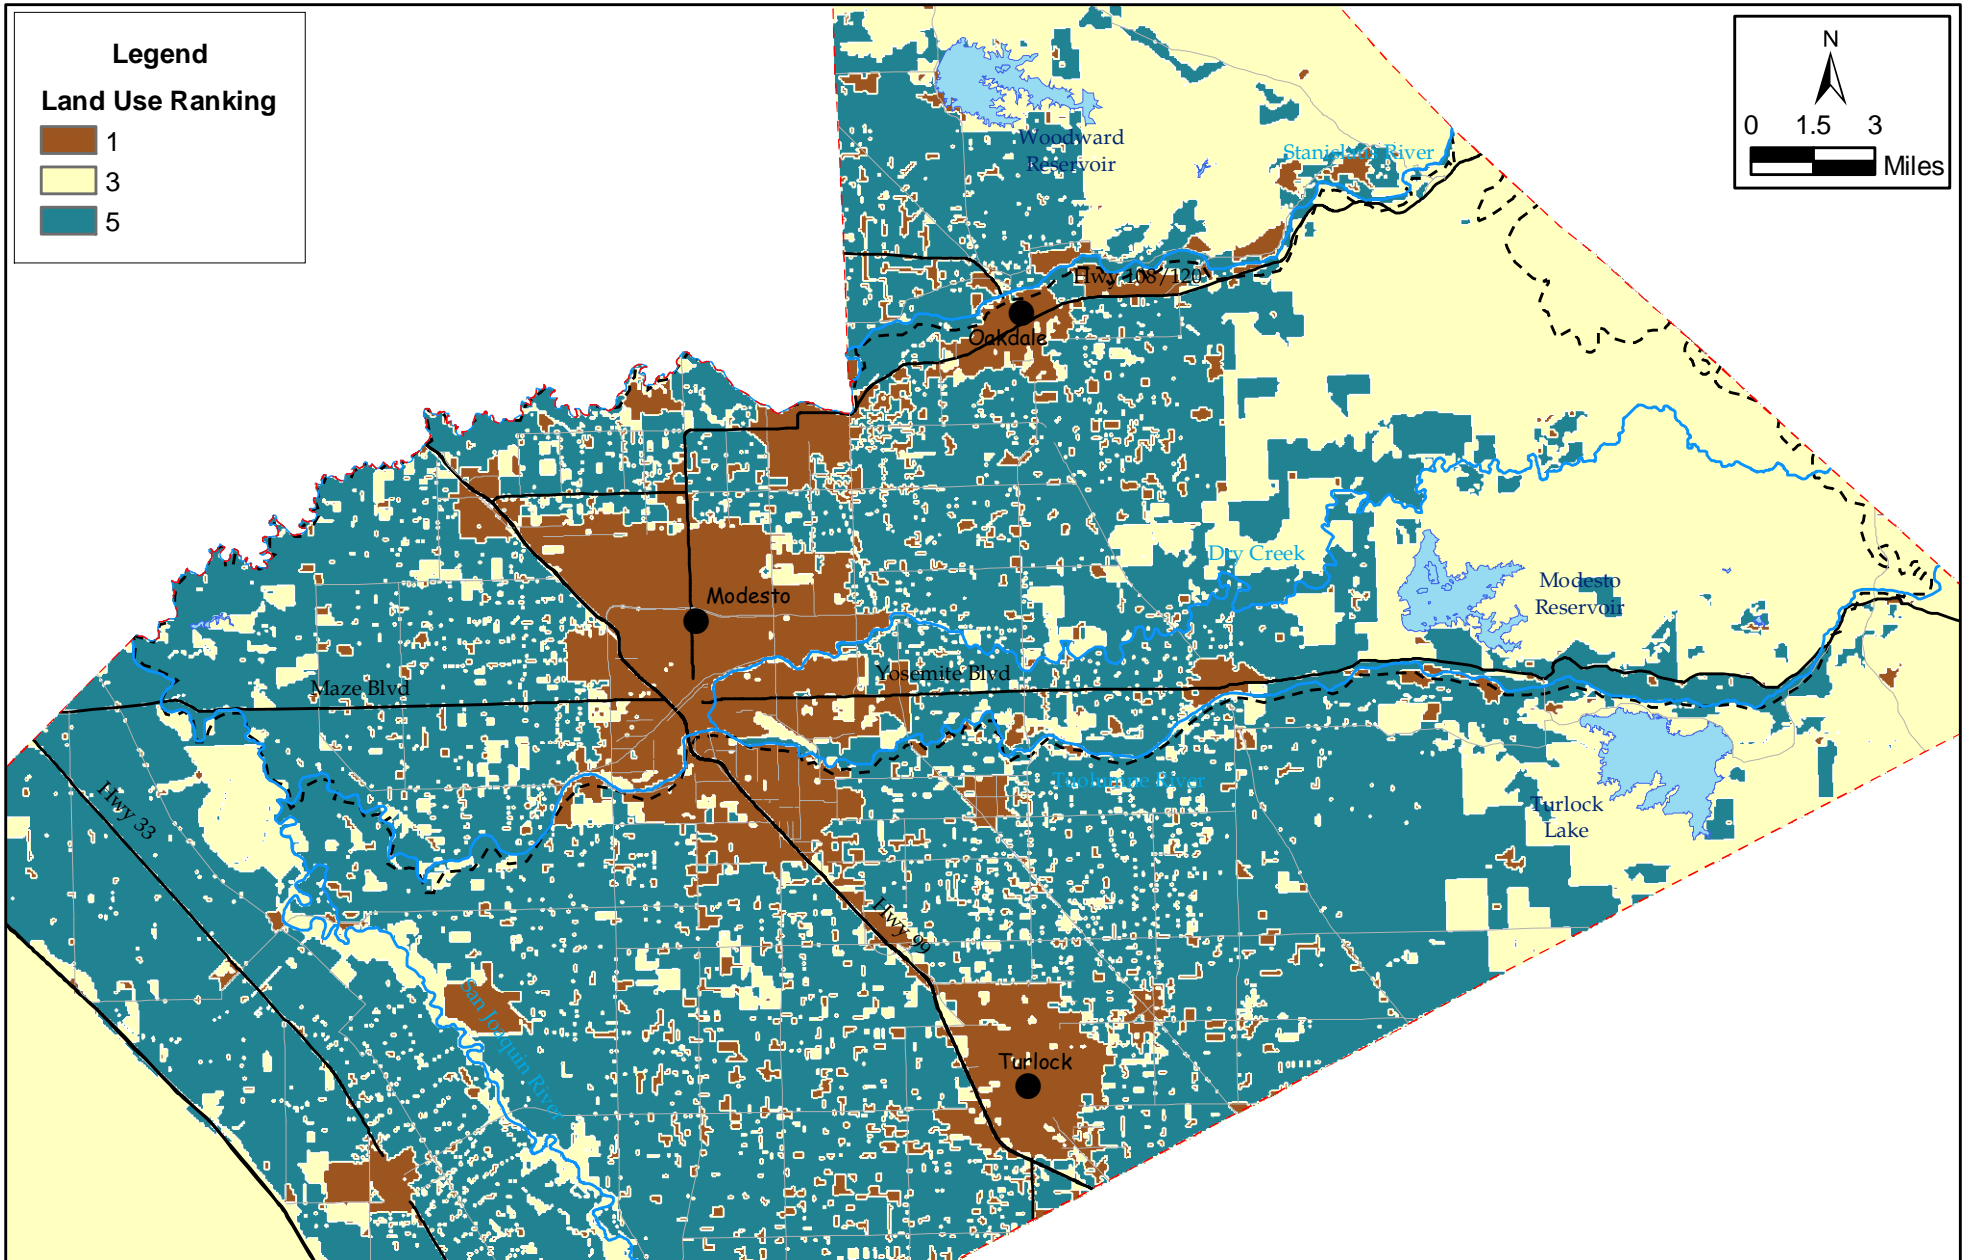 Legend
Land Use Ranking
1
3
5
N
0 1.5 3
Miles
Woodward
Reservoir
Stanislaus River
Hwy 108/120
Oakdale
Dry Creek
Modesto
Reservoir
Modesto
Yosemite Blvd
Maze Blvd
Tuolumne River
Hwy 33
Turlock
Lake
Hwy 99
San Joaquin River
Turlock